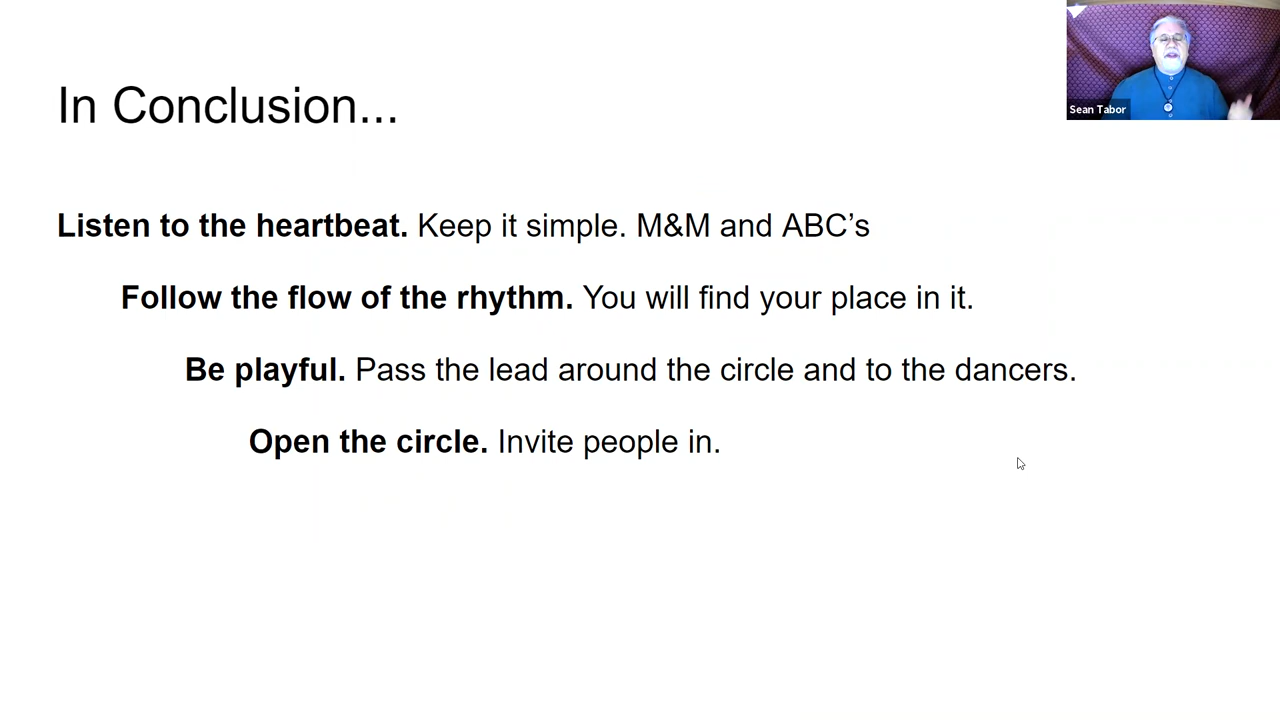 In Conclusion...
Sean Tabor
Listen to the heartbeat. Keep it simple. M&M and ABC’s
Follow the flow of the rhythm. You will find your place in it.
Be playful. Pass the lead around the circle and to the dancers.
Open the circle. Invite people in.